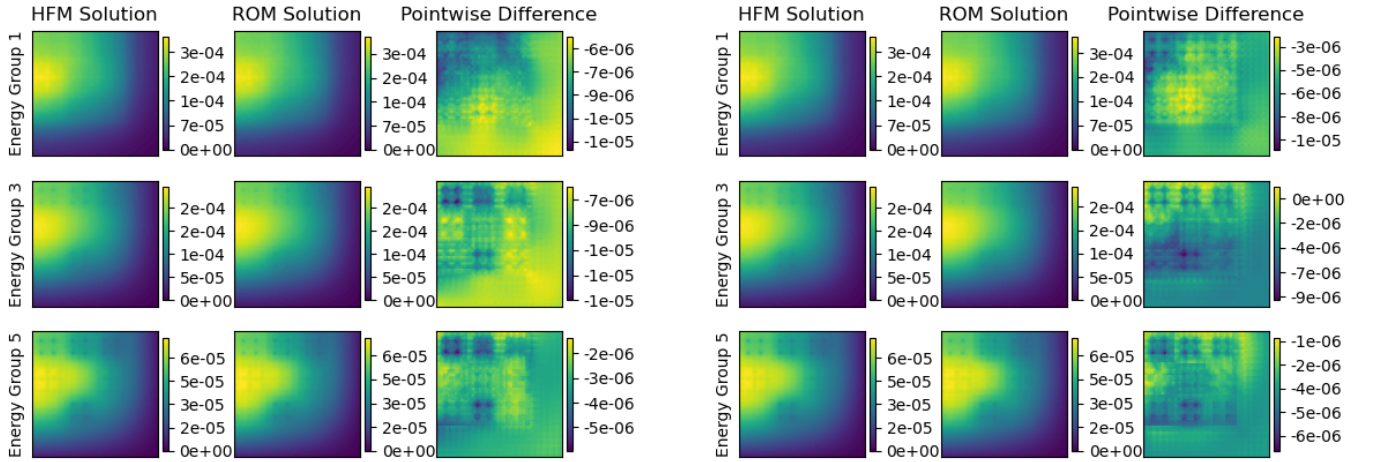 HFM Solution ROM Solution Pointwise Difference
Energy Group 1
3e-04 2e-04 1e-04 7e-05 0e+00
3e-04 2e-04 1e-04 7e-05 0e+00
-6e-06 -7e-06 -9e-06 -1e-05 -1e-05
Energy Group 3
2e-04 2e-04 1e-04 5e-05 0e+00
2e-04 2e-04 1e-04 5e-05 0e+00
-7e-06 -9e-06 -1e-05 -1e-05 -1e-05
Energy Group 5
6e-05 5e-05 3e-05 2e-05 0e+00
6e-05 5e-05 3e-05 2e-05 0e+00
-2e-06 -3e-06 -4e-06 -5e-06
HFM Solution ROM Solution Pointwise Difference
Energy Group 1
3e-04 2e-04 1e-04 7e-05 0e+00
3e-04 2e-04 1e-04 7e-05 0e+00
-3e-06 -5e-06 -6e-06 -8e-06 -1e-05
Energy Group 3
2e-04 2e-04 1e-04 5e-05 0e+00
2e-04 2e-04 1e-04 5e-05 0e+00
0e+00 -2e-06 -4e-06 -7e-06 -9e-06
Energy Group 5
6e-05 5e-05 3e-05 2e-05 0e+00
6e-05 5e-05 3e-05 2e-05 0e+00
-1e-06 -2e-06 -4e-06 -5e-06 -6e-06